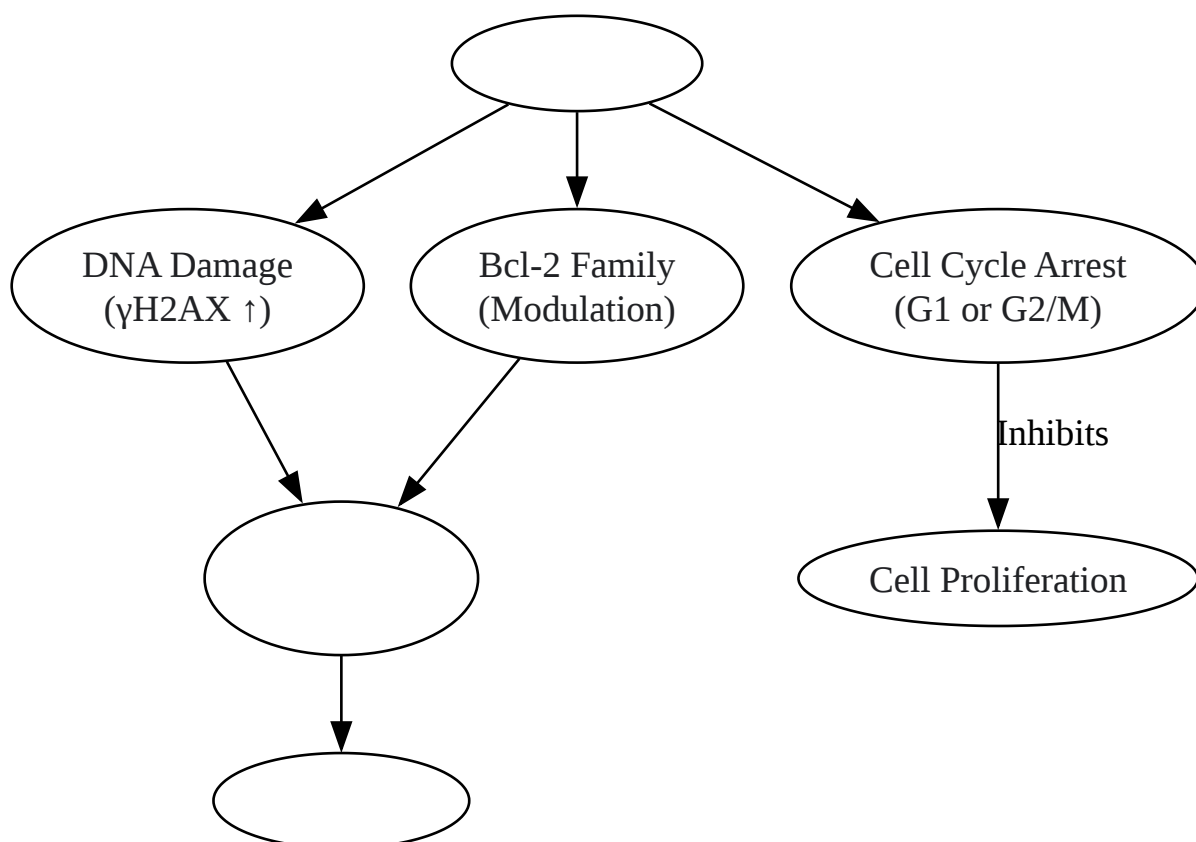 DNA Damage
(γH2AX ↑)
Bcl-2 Family
(Modulation)
Cell Cycle Arrest
(G1 or G2/M)
Inhibits
Cell Proliferation